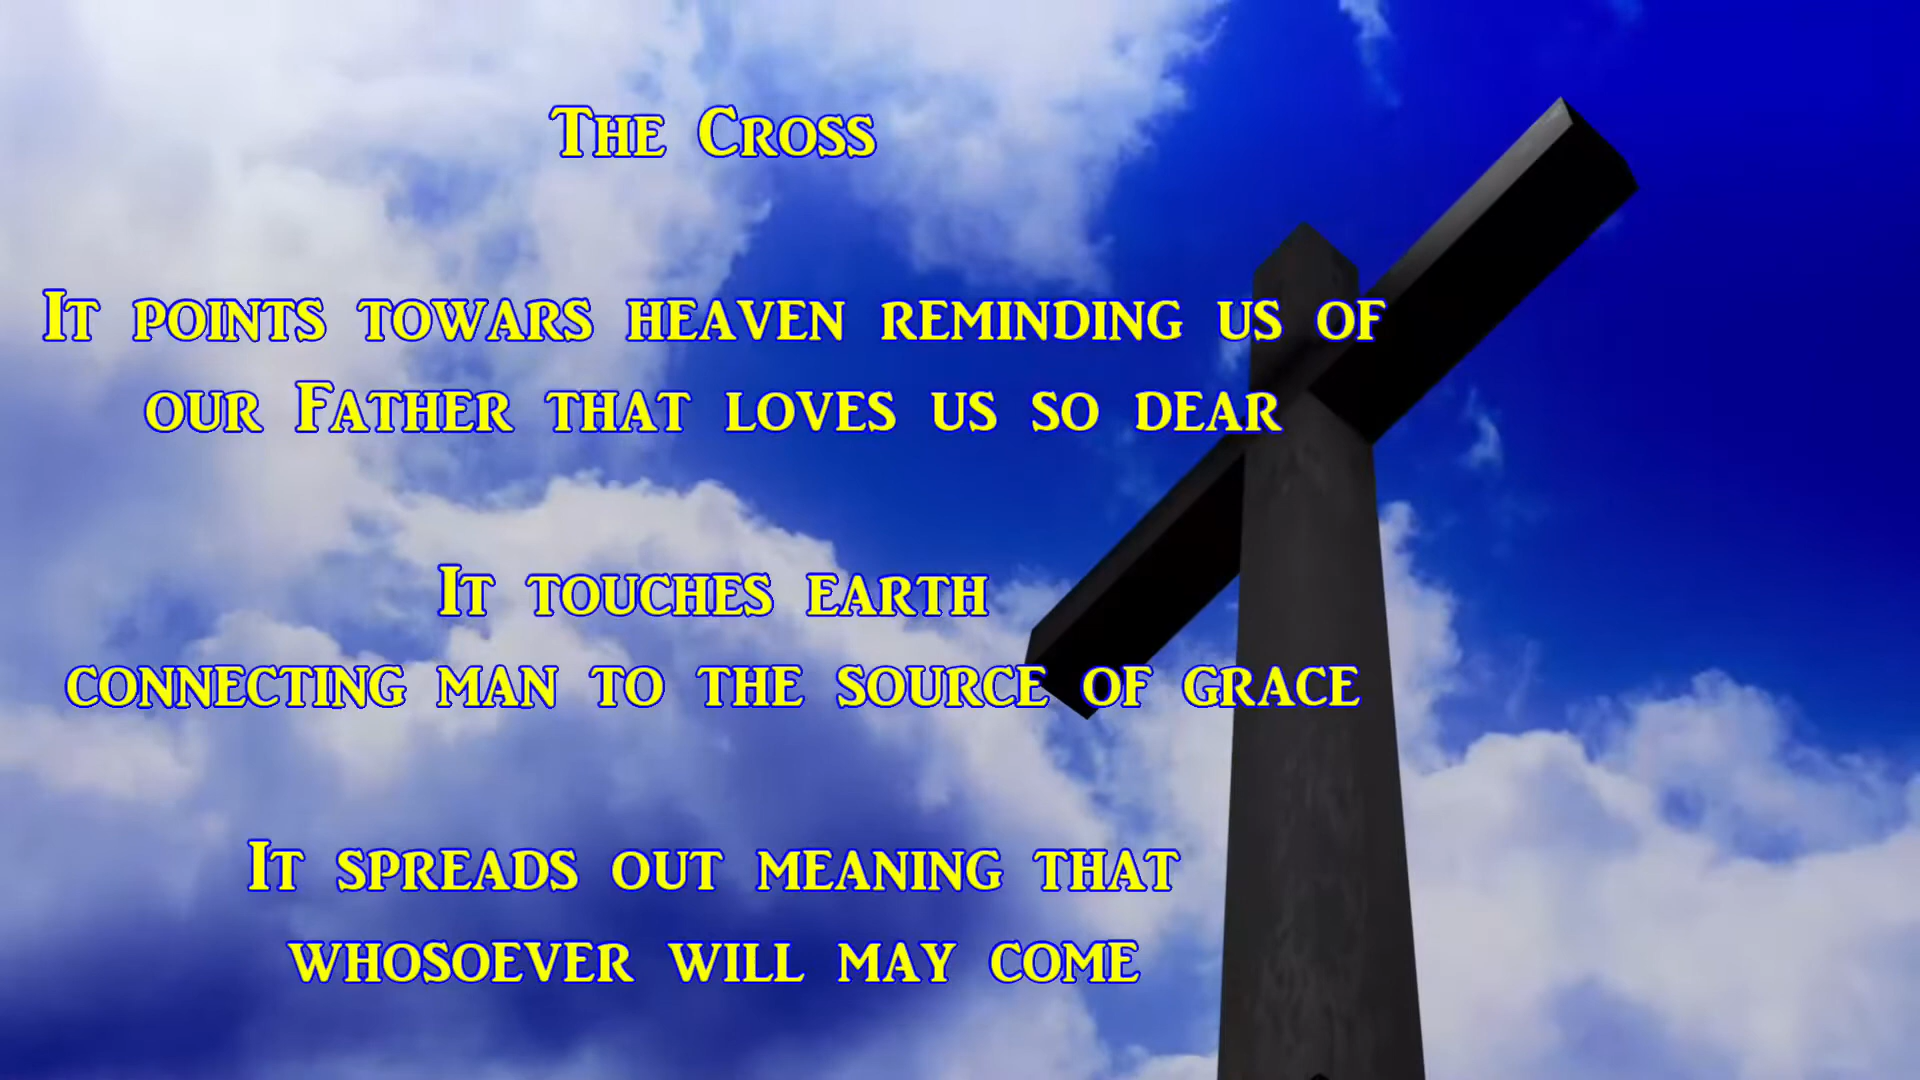 The Cross
It points towars heaven reminding us of
our Father that loves us so dear
It touches earth
connecting man to the source of grace
It spreads out meaning that
whosoever will may come